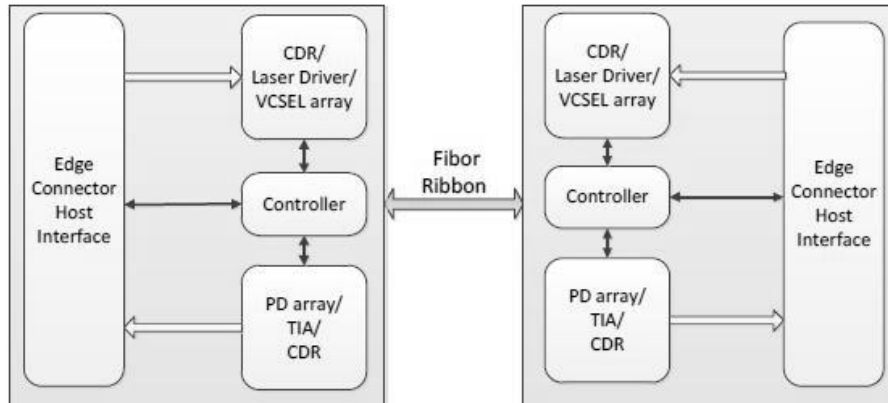 CDR/
Laser Driver/
VCSEL array
Edge
Connector
Host
Interface
Controller
PD array/
TIA/
CDR
Fibor
Ribbon
CDR/
Laser Driver/
VCSEL array
Controller
PD array/
TIA/
CDR
Edge
Connector
Host
Interface